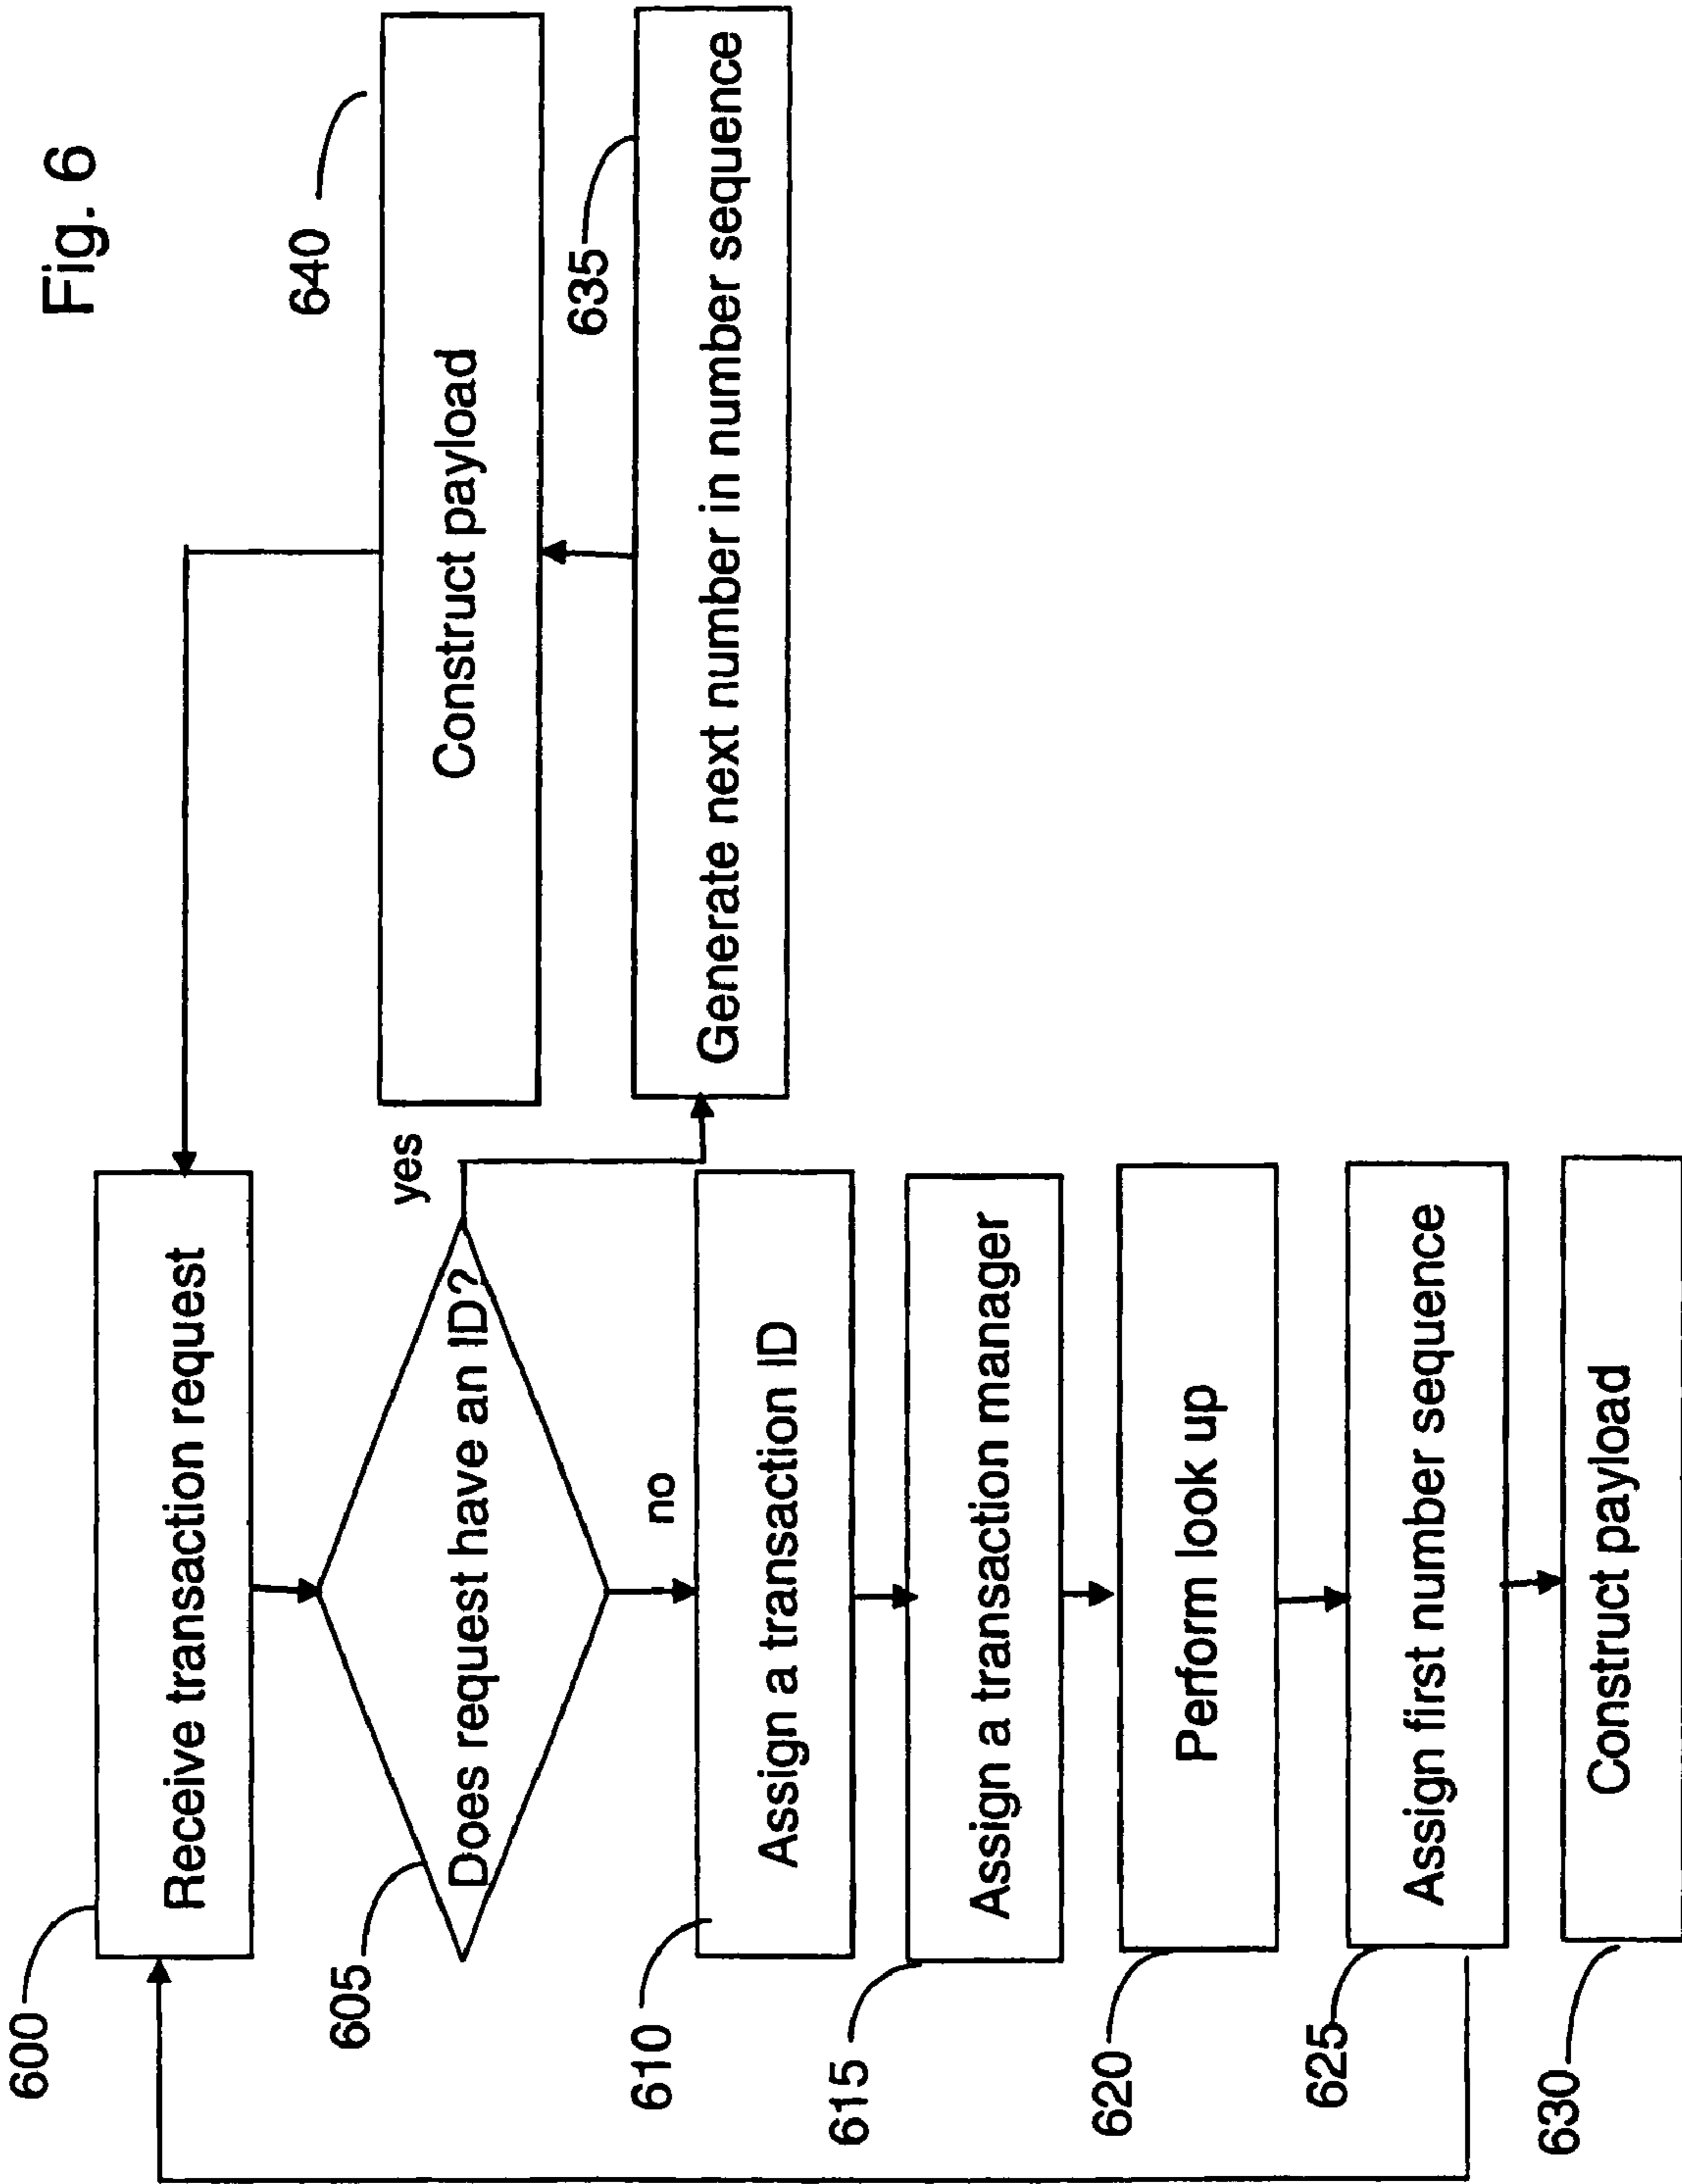 Fig. 6
600
Receive transaction request
605
Does request have an ID?
yes
no
610
Assign a transaction ID
615
Assign a transaction manager
620
Perform look up
625
Assign first number sequence
630
Construct payload
640
Construct payload
635
Generate next number in number sequence